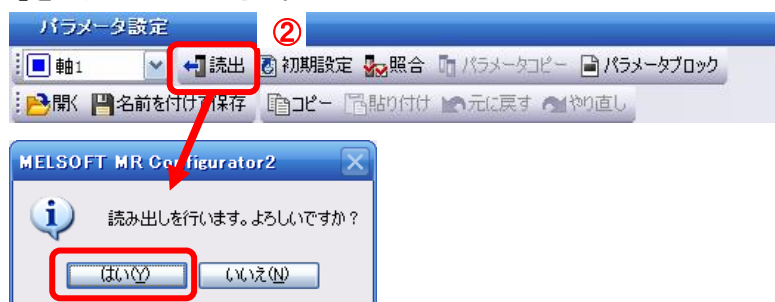 パラメータ設定
②
軸1 読出 初期設定 照合 パラメータコピー パラメータブロック
開く 名前を付けて保存 コピー 貼り付け 元に戻す やり直し
MELSOFT MR Configurator2
読み出しを行います。よろしいですか?
はい(Y) いいえ(N)